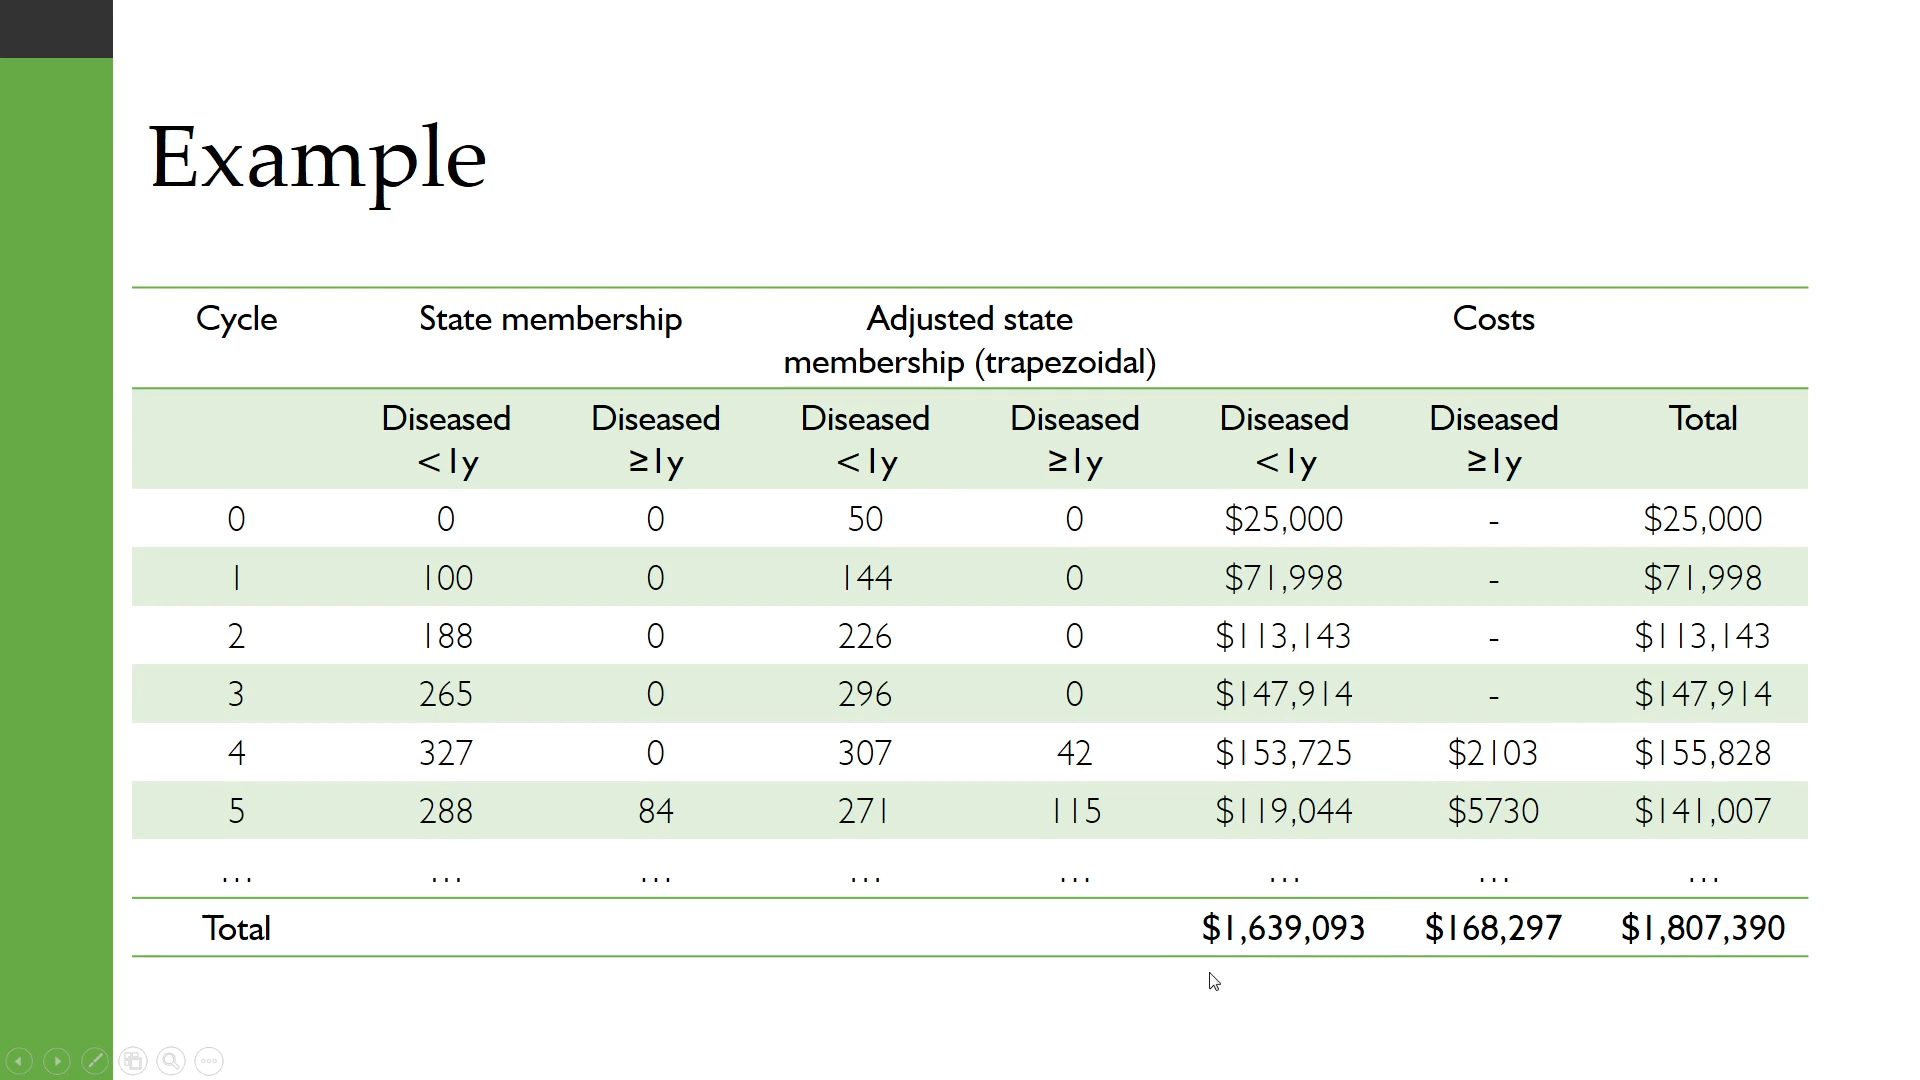 Example
Cycle State membership Adjusted state membership (trapezoidal) Costs
Diseased <1y Diseased ≥1y Diseased <1y Diseased ≥1y Diseased <1y Diseased ≥1y Total
0 0 0 50 0 $25,000 - $25,000
1 100 0 144 0 $71,998 - $71,998
2 188 0 226 0 $113,143 - $113,143
3 265 0 296 0 $147,914 - $147,914
4 327 0 307 42 $153,725 $2103 $155,828
5 288 84 271 115 $119,044 $5730 $141,007
… … … … … … … …
Total $1,639,093 $168,297 $1,807,390